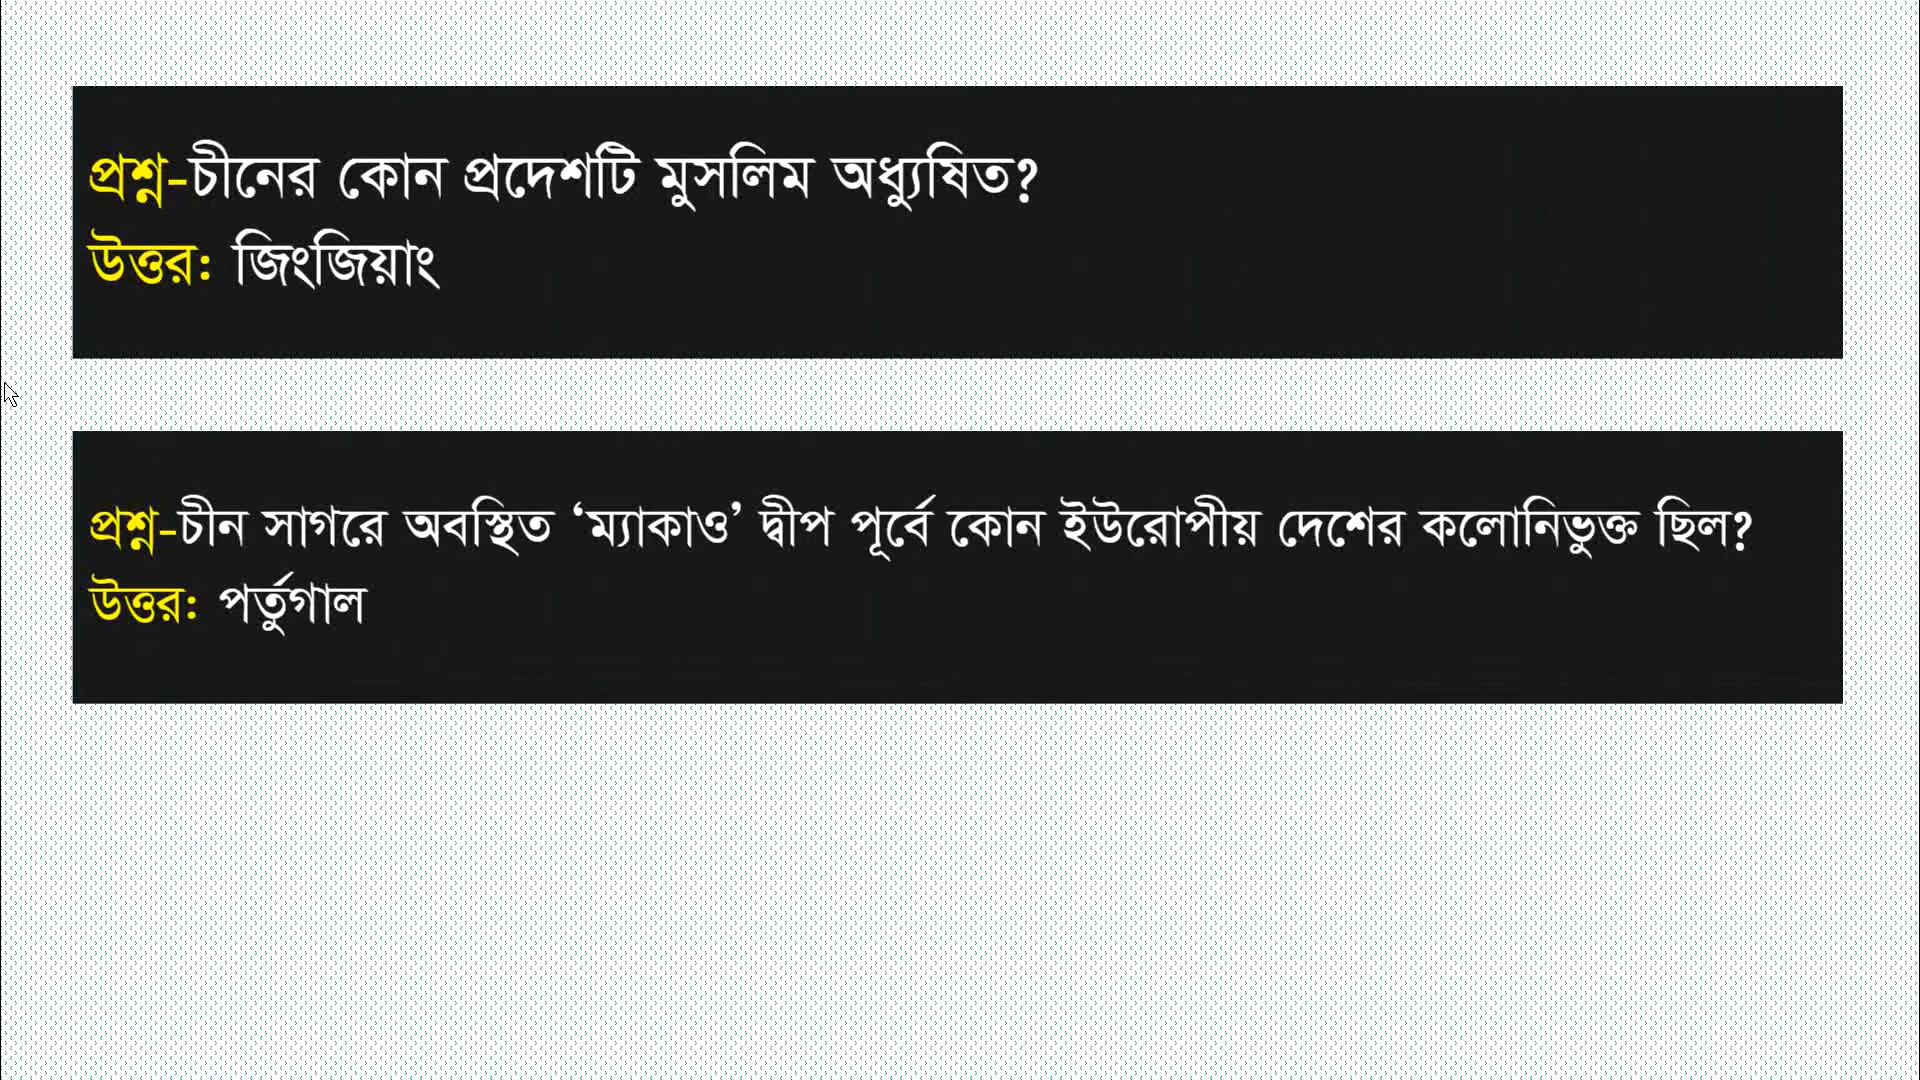 প্রশ্ন-চীনের কোন প্রদেশটি মুসলিম অধ্যুষিত?
উত্তর: জিংজিয়াং
প্রশ্ন-চীন সাগরে অবস্থিত ‘ম্যাকাও’ দ্বীপ পূর্বে কোন ইউরোপীয় দেশের কলোনিভুক্ত ছিল?
উত্তর: পর্তুগাল